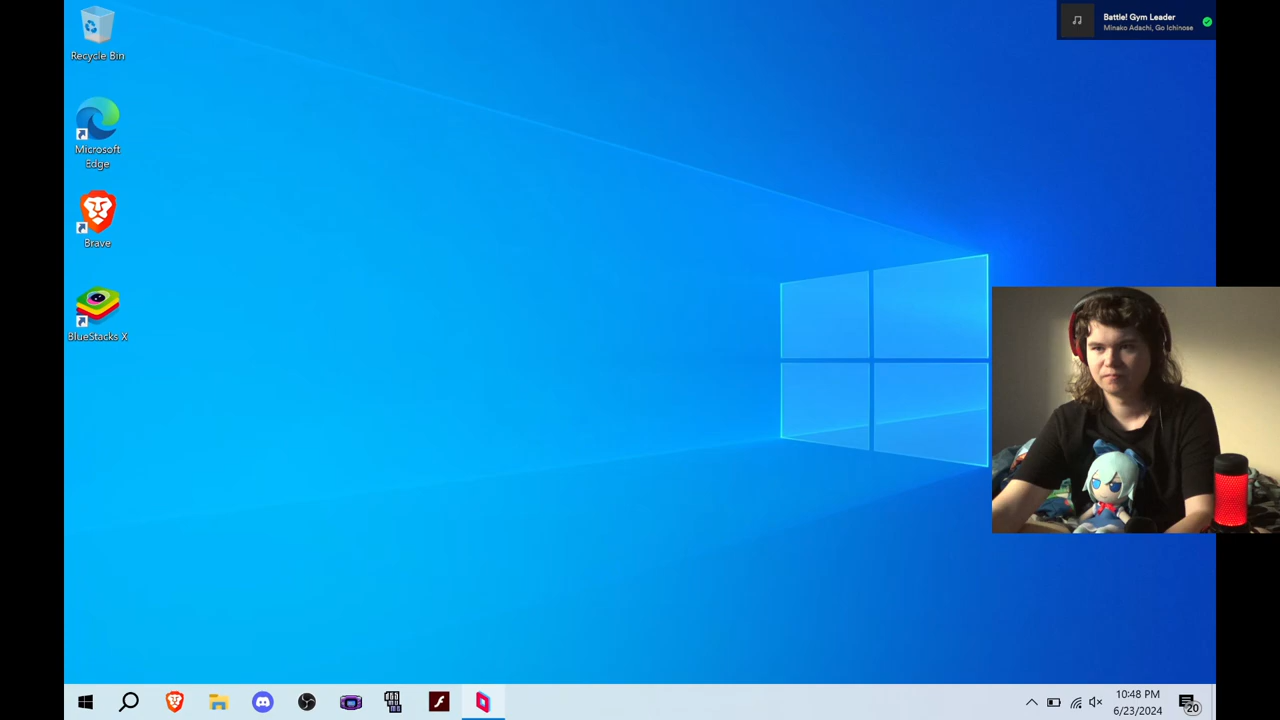 Recycle Bin
Microsoft
Edge
Brave
BlueStacks X
Battle! Gym Leader
Minako Adachi, Go Ichinose
10:48 PM
6/23/2024
20